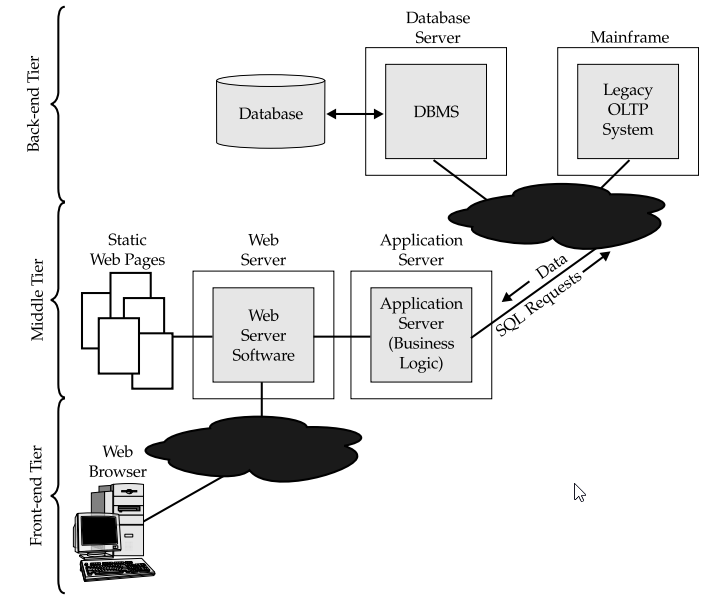 Back-end Tier
Database
Server
Mainframe
Database
DBMS
Legacy
OLTP
System
Middle Tier
Static
Web Pages
Web
Server
Application
Server
Web
Server
Software
Application
Server
(Business
Logic)
Data
SQL Requests
Front-end Tier
Web
Browser